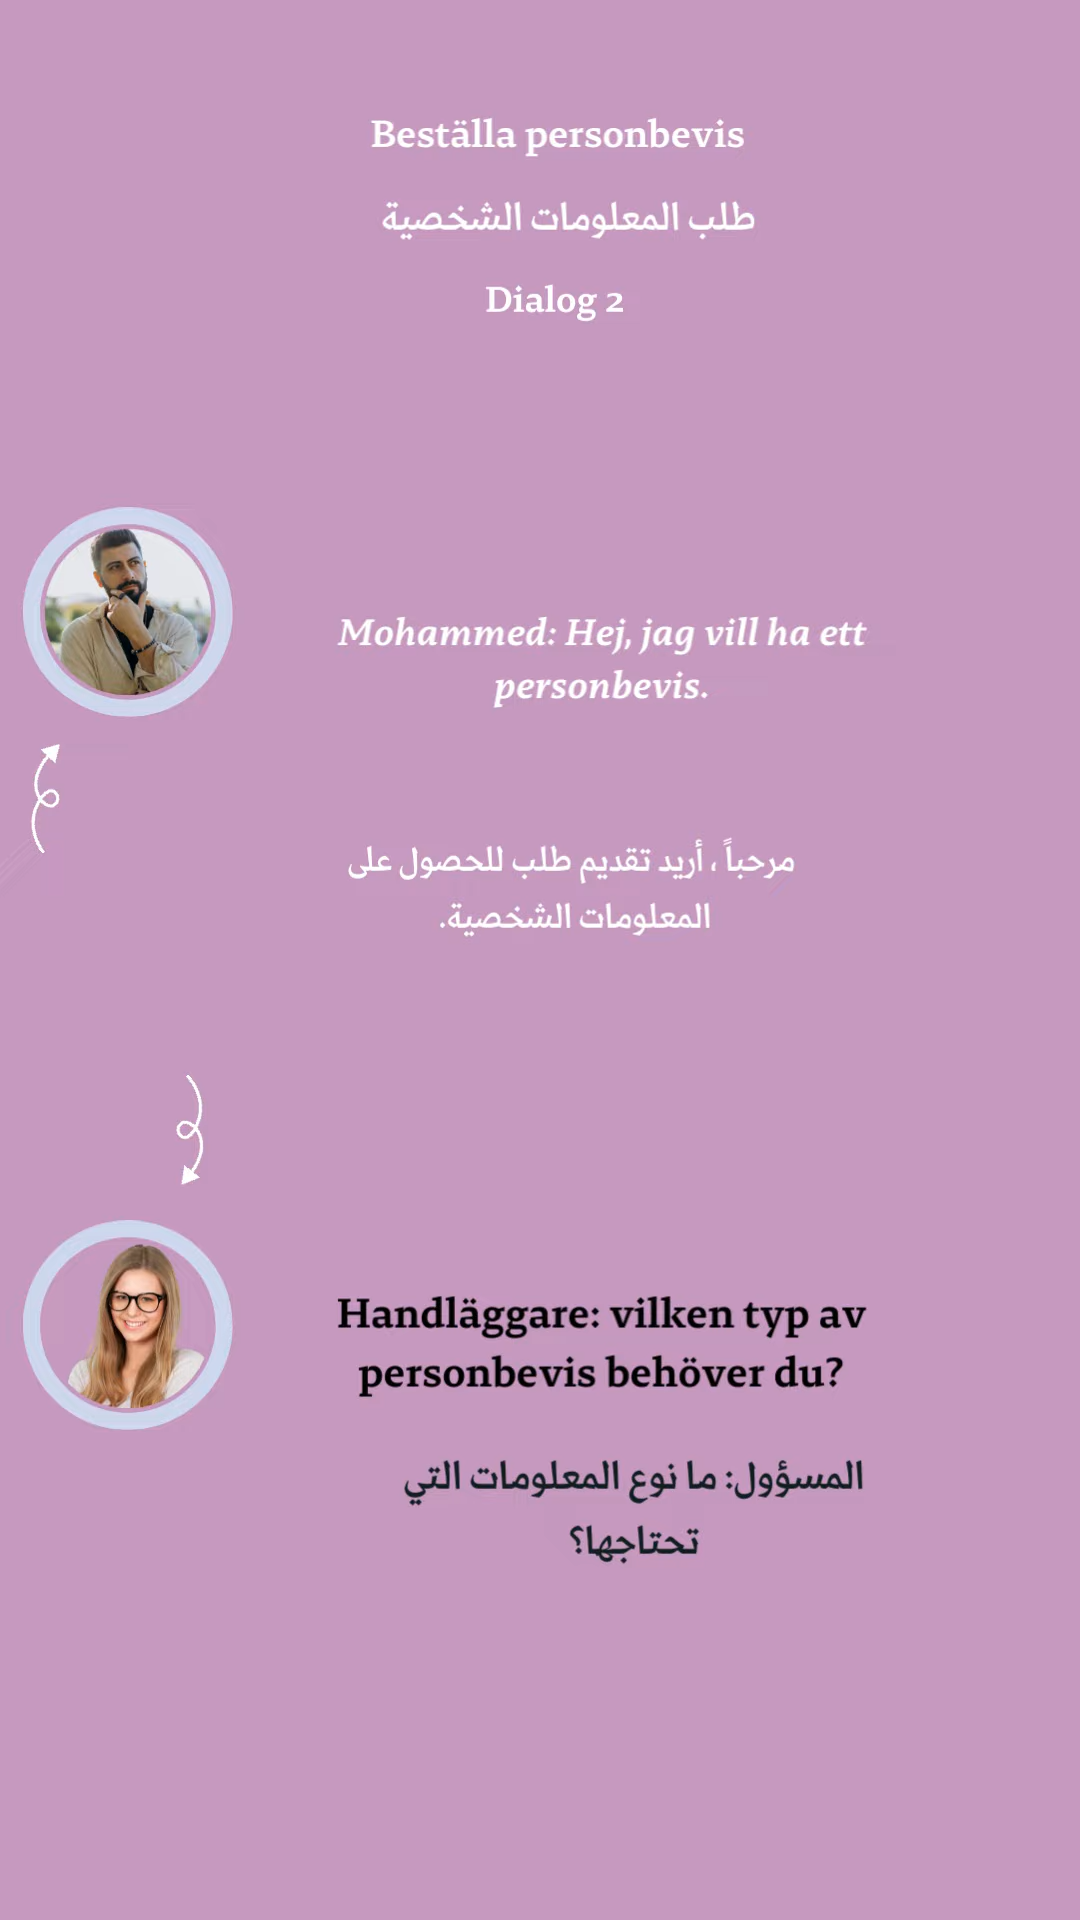 Beställa personbevis
طلب المعلومات الشخصية
Dialog 2
Mohammed: Hej, jag vill ha ett
personbevis.
مرحباً ، أريد تقديم طلب للحصول على
المعلومات الشخصية.
Handläggare: vilken typ av
personbevis behöver du?
المسؤول: ما نوع المعلومات التي
تحتاجها؟